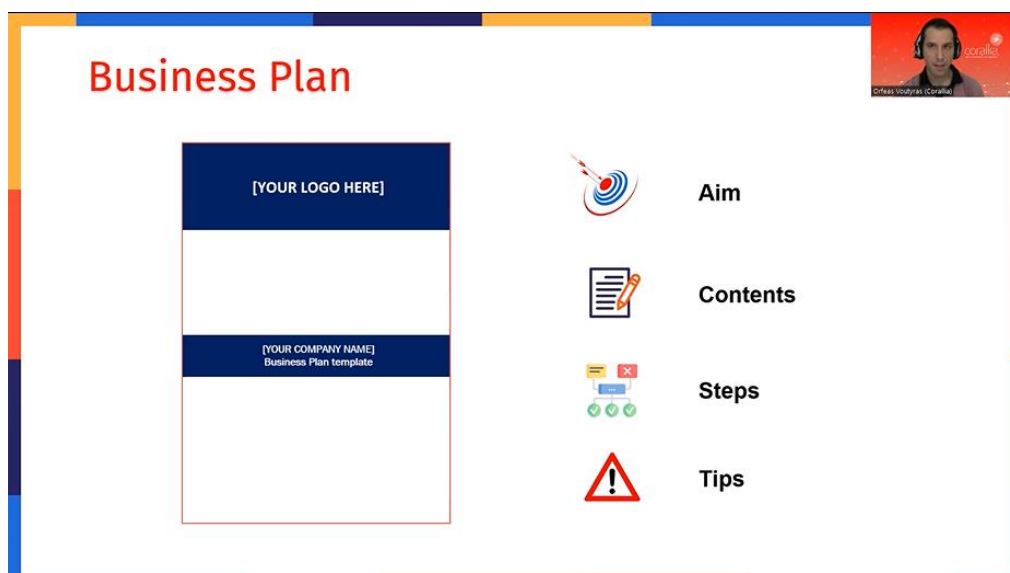 Business Plan
corallia
Orfeas Voutyras (Corallia)
[YOUR LOGO HERE]
[YOUR COMPANY NAME]
Business Plan template
Aim
Contents
Steps
Tips